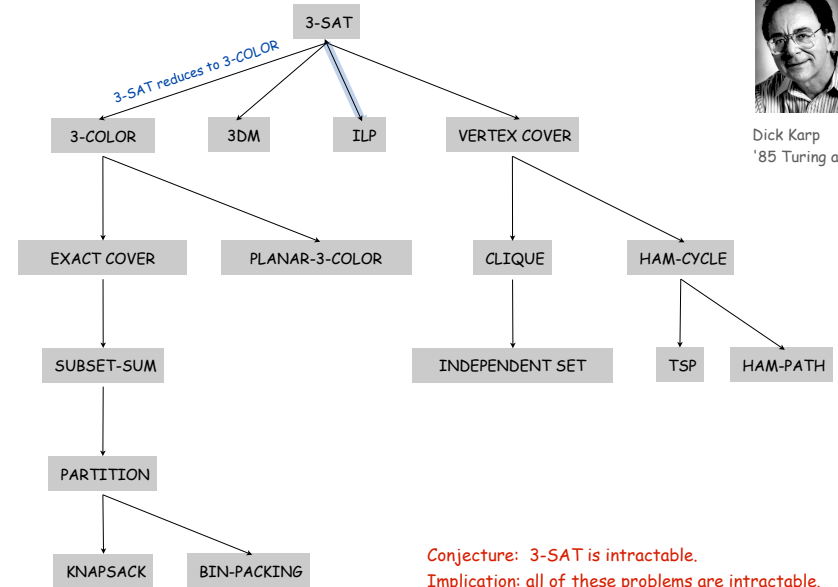 3-SAT
3-SAT reduces to 3-COLOR
Dick Karp
'85 Turing a
3-COLOR
3DM
ILP
VERTEX COVER
EXACT COVER
PLANAR-3-COLOR
CLIQUE
HAM-CYCLE
SUBSET-SUM
INDEPENDENT SET
TSP
HAM-PATH
PARTITION
KNAPSACK
BIN-PACKING
Conjecture: 3-SAT is intractable.
Implication: all of these problems are intractable.